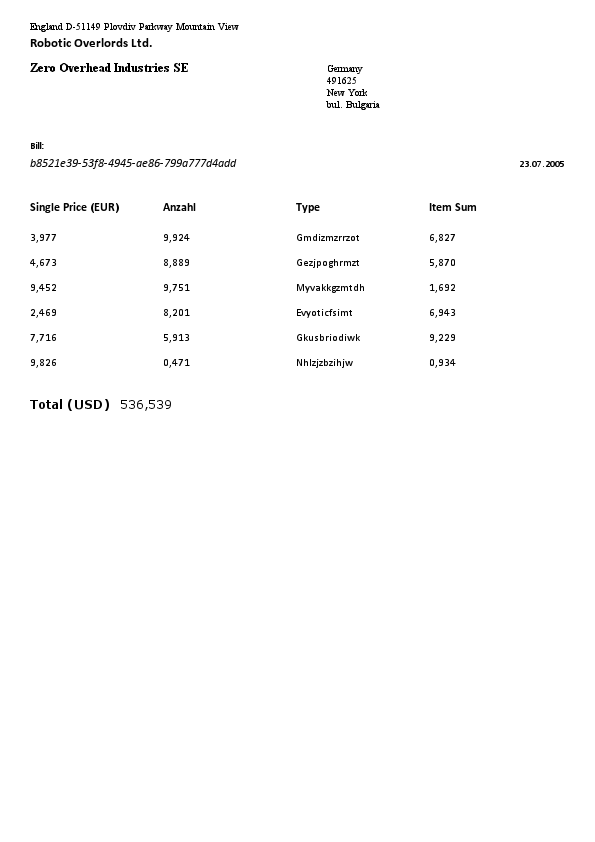 England D-51149 Plovdiv Parkway Mountain View
Robotic Overlords Ltd.
Zero Overhead Industries SE
Germany
491625
New York
bul. Bulgaria
Bill:
b8521e39-53f8-4945-ae86-799a777d4add
23.07.2005
Single Price (EUR) Anzahl Type Item Sum
3,977 9,924 Gmdizmzrrzot 6,827
4,673 8,889 Gezjpoghrmzt 5,870
9,452 9,751 Myvakkgzmtdh 1,692
2,469 8,201 Evyoticfsimt 6,943
7,716 5,913 Gkusbriodiwk 9,229
9,826 0,471 Nhlzjzbzihjw 0,934
Total (USD) 536,539